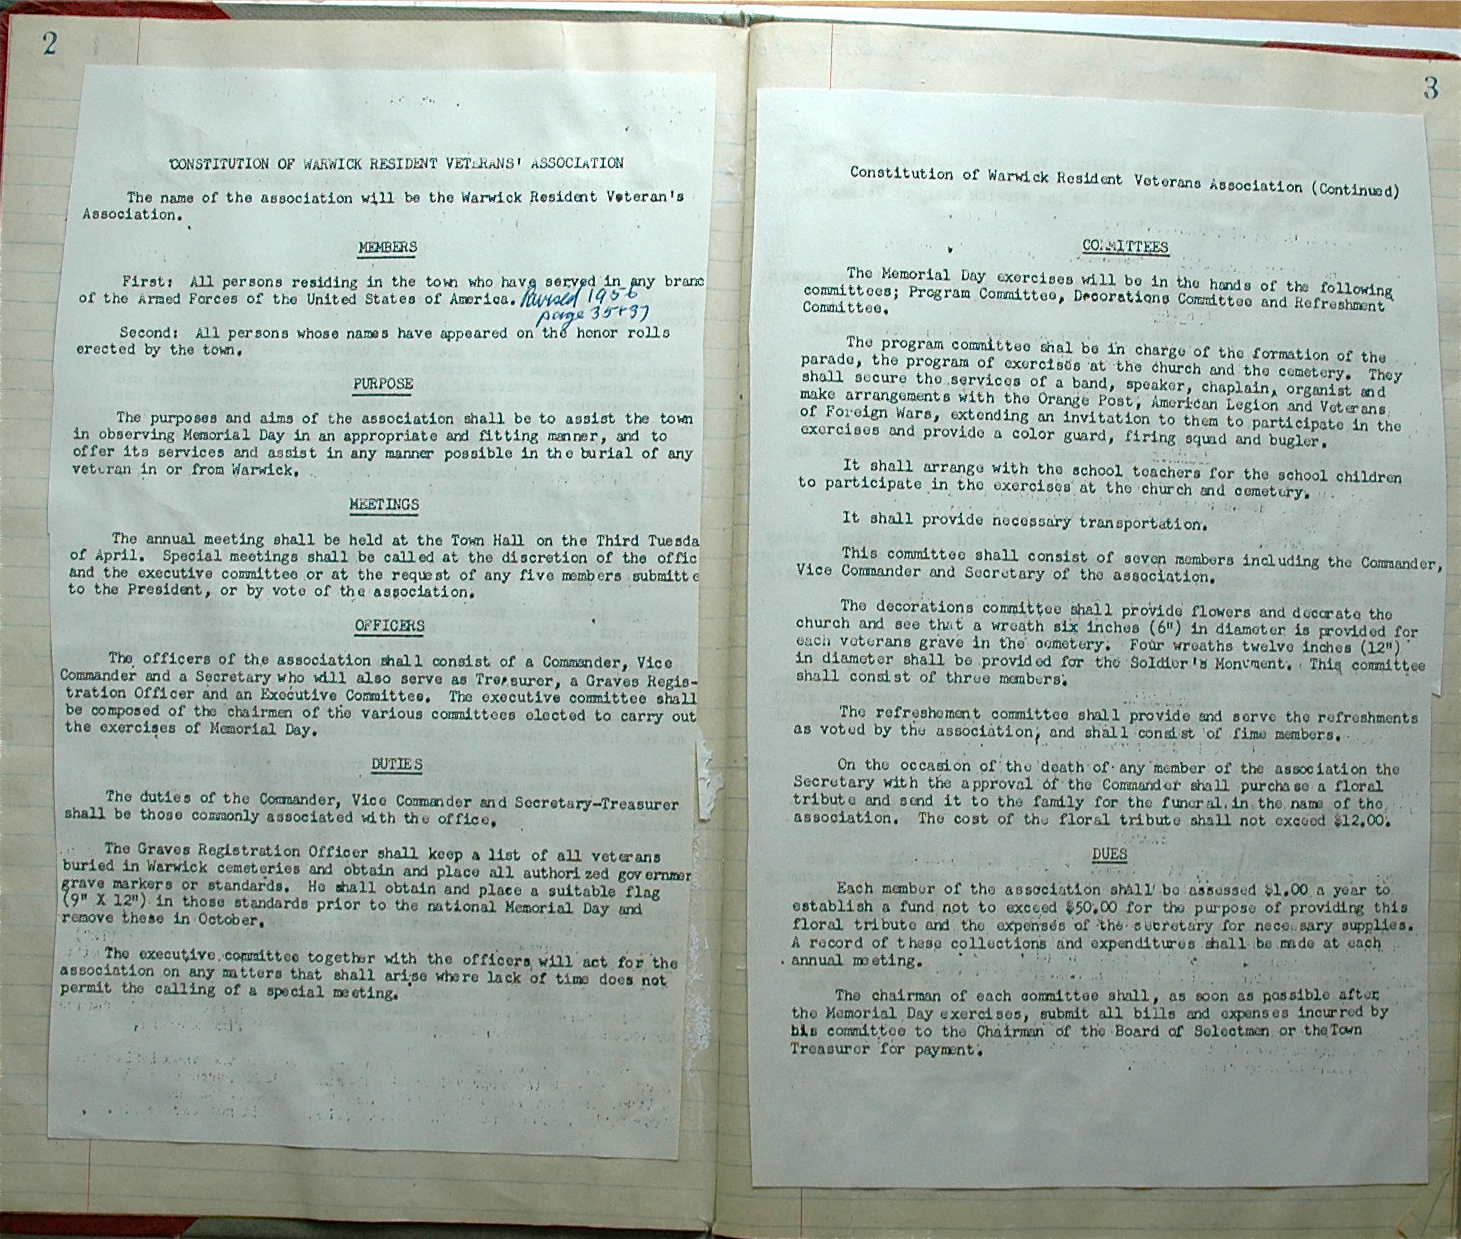 2
CONSTITUTION OF WARWICK RESIDENT VETERANS' ASSOCIATION
The name of the association will be the Warwick Resident Veteran's
Association.
MEMBERS
First: All persons residing in the town who have served in any branc
of the Armed Forces of the United States of America. Revised 1956
page 35+37
Second: All persons whose names have appeared on the honor rolls
erected by the town.
PURPOSE
The purposes and aims of the association shall be to assist the town
in observing Memorial Day in an appropriate and fitting manner, and to
offer its services and assist in any manner possible in the burial of any
veteran in or from Warwick.
MEETINGS
The annual meeting shall be held at the Town Hall on the Third Tuesda
of April. Special meetings shall be called at the discretion of the offic
and the executive committee or at the request of any five members submitte
to the President, or by vote of the association.
OFFICERS
The officers of the association shall consist of a Commander, Vice
Commander and a Secretary who will also serve as Treasurer, a Graves Regis-
tration Officer and an Executive Committee. The executive committee shall
be composed of the chairmen of the various committees elected to carry out
the exercises of Memorial Day.
DUTIES
The duties of the Commander, Vice Commander and Secretary-Treasurer
shall be those commonly associated with the office.
The Graves Registration Officer shall keep a list of all veterans
buried in Warwick cemeteries and obtain and place all authorized governmer
grave markers or standards. He shall obtain and place a suitable flag
(9" X 12") in those standards prior to the national Memorial Day and
remove these in October.
The executive committee together with the officers will act for the
association on any matters that shall arise where lack of time does not
permit the calling of a special meeting.
3
Constitution of Warwick Resident Veterans Association (Continued)
COMMITTEES
The Memorial Day exercises will be in the hands of the following
committees; Program Committee, Decorations Committee and Refreshment
Committee.
The program committee shal be in charge of the formation of the
parade, the program of exercises at the church and the cemetery. They
shall secure the services of a band, speaker, chaplain, organist and
make arrangements with the Orange Post, American Legion and Veterans
of Foreign Wars, extending an invitation to them to participate in the
exercises and provide a color guard, firing squad and bugler.
It shall arrange with the school teachers for the school children
to participate in the exercises at the church and cemetery.
It shall provide necessary transportation.
This committee shall consist of seven members including the Commander,
Vice Commander and Secretary of the association.
The decorations committee shall provide flowers and decorate the
church and see that a wreath six inches (6") in diameter is provided for
each veterans grave in the cemetery. Four wreaths twelve inches (12")
in diameter shall be provided for the Soldier's Monument. This committee
shall consist of three members.
The refreshement committee shall provide and serve the refreshments
as voted by the association, and shall consist of fime members.
On the occasion of the death of any member of the association the
Secretary with the approval of the Commander shall purchase a floral
tribute and send it to the family for the funeral in the name of the
association. The cost of the floral tribute shall not exceed $12.00.
DUES
Each member of the association shall be assessed $1.00 a year to
establish a fund not to exceed $50.00 for the purpose of providing this
floral tribute and the expenses of the secretary for necessary supplies.
A record of these collections and expenditures shall be made at each
annual meeting.
The chairman of each committee shall, as soon as possible after
the Memorial Day exercises, submit all bills and expenses incurred by
his committee to the Chairman of the Board of Selectmen or the Town
Treasurer for payment.